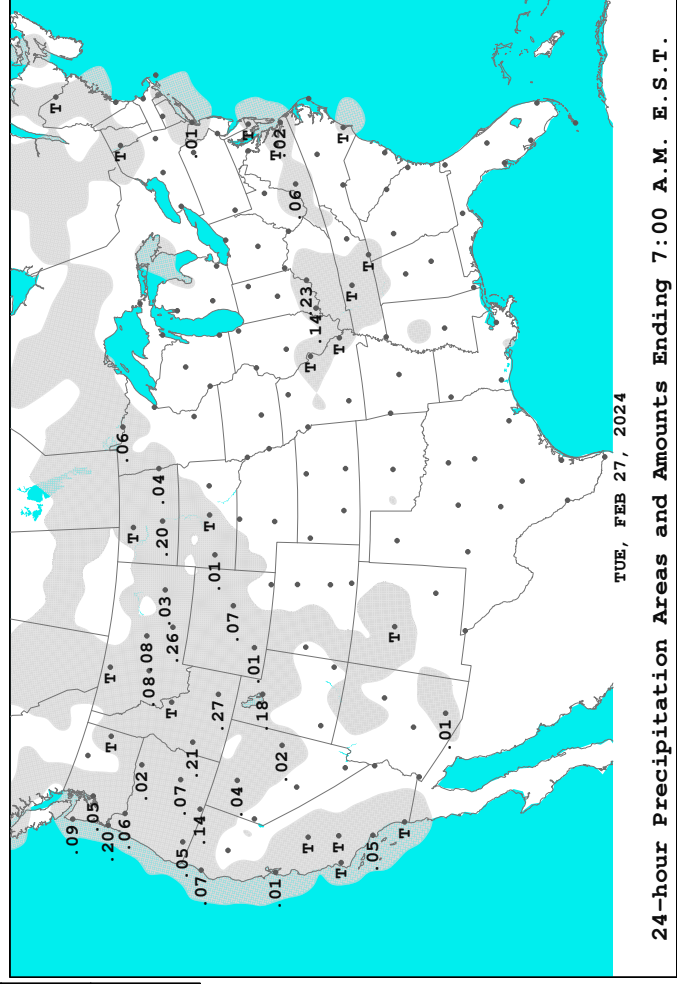 T
.09
.05
.20
T
T
T
.06
.06
T
.02
.08
.08
.04
.20
.03
T
.26
.07
.05
.21
.01
.14
.07
T
.01
.27
.07
.04
T
.01
.18
.01
.02
T
.02
.06
.23
T
T
.14
T
T
T
T
T
T
.05
T
T
.01
TUE, FEB 27, 2024
24-hour Precipitation Areas and Amounts Ending 7:00 A.M. E.S.T.